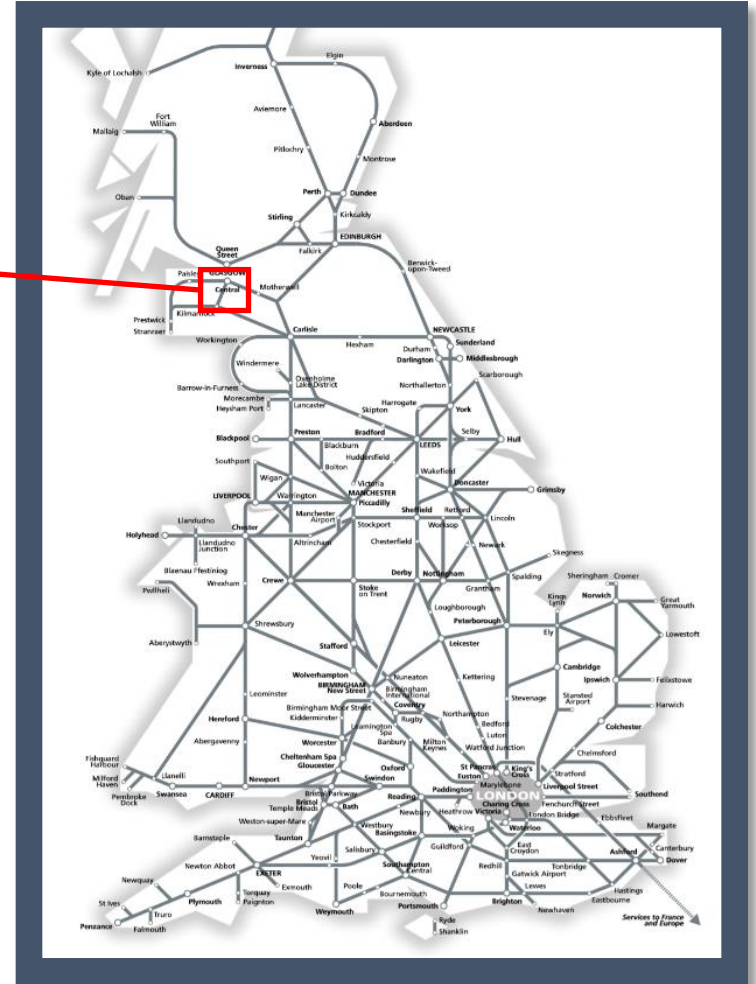 Elgin
Inverness
Kyle of Lochalsh
Aviemore
Fort
William
Aberdeen
Mallaig
Pitlochry
Montrose
Perth
Dundee
Oban
Stirling
Kirkcaldy
EDINBURGH
Queen
Street
Falkirk
Berwick-
upon-Tweed
Paisley
GLASGOW
Central
Motherwell
Kilmarnock
Prestwick
Stranraer
Carlisle
NEWCASTLE
Workington
Hexham
Sunderland
Durham
Darlington
Middlesbrough
Windermere
Scarborough
Oxenholme
Lake District
Barrow-in-Furness
Northallerton
Morecambe
Heysham Port
Lancaster
Harrogate
York
Skipton
Blackpool
Preston
Bradford
LEEDS
Selby
Hull
Blackburn
Huddersfield
Southport
Bolton
Wakefield
Wigan
Victoria
MANCHESTER
Piccadilly
Doncaster
Grimsby
LIVERPOOL
Warrington
Manchester
Airport
Sheffield
Retford
Lincoln
Llandudno
Stockport
Worksop
Holyhead
Chester
Llandudno
Junction
Altrincham
Chesterfield
Newark
Skegness
Blaenau Ffestiniog
Wrexham
Crewe
Stoke
on Trent
Derby
Nottingham
Grantham
Spalding
Sheringham
Cromer
Pwllheli
Kings
Lynn
Norwich
Great
Yarmouth
Loughborough
Peterborough
Shrewsbury
Ely
Lowestoft
Aberystwyth
Stafford
Leicester
Wolverhampton
Cambridge
BIRMINGHAM
New Street
Nuneaton
Kettering
Ipswich
Felixstowe
Birmingham
International
Leominster
Coventry
Stevenage
Stansted
Airport
Harwich
Birmingham Moor Street
Kidderminster
Rugby
Northampton
Hereford
Leamington
Spa
Bedford
Colchester
Abergavenny
Worcester
Banbury
Milton
Keynes
Luton
Watford Junction
Chelmsford
Fishguard
Harbour
Cheltenham Spa
Gloucester
Oxford
St Pancras
King's
Cross
Euston
Stratford
Milford
Haven
Llanelli
Newport
Swindon
Marylebone
Liverpool Street
Pembroke
Dock
Swansea
CARDIFF
Bristol Parkway
Reading
Paddington
LONDON
Southend
Bristol
Temple Meads
Bath
Charing Cross
Fenchurch Street
Newbury
Heathrow
Victoria
London Bridge
Ebbsfleet
Weston-super-Mare
Westbury
Basingstoke
Woking
Waterloo
Margate
Barnstaple
Taunton
Salisbury
Guildford
East
Croydon
Canterbury
Newton Abbot
Yeovil
Redhill
Tonbridge
Ashford
Dover
EXETER
Southampton
Central
Gatwick Airport
Newquay
Exmouth
Poole
Lewes
Hastings
Torquay
Paignton
Bournemouth
Eastbourne
St Ives
Plymouth
Weymouth
Portsmouth
Brighton
Newhaven
Truro
Ryde
Services to France
and Europe
Penzance
Falmouth
Shanklin